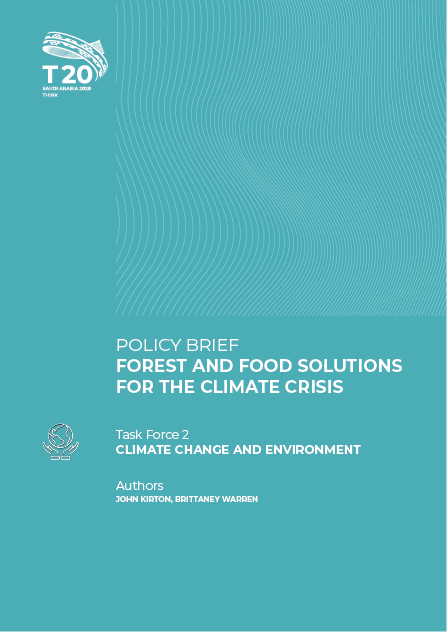 T20
SAUDI ARABIA 2020
THINK
POLICY BRIEF
FOREST AND FOOD SOLUTIONS
FOR THE CLIMATE CRISIS
Task Force 2
CLIMATE CHANGE AND ENVIRONMENT
Authors
JOHN KIRTON, BRITTANEY WARREN